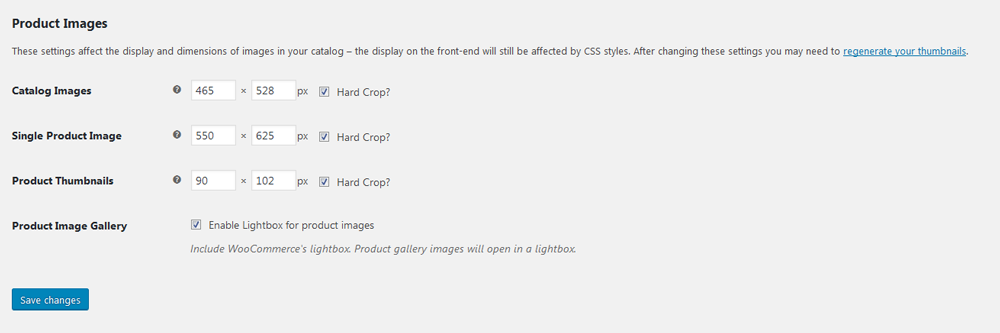 Product Images
These settings affect the display and dimensions of images in your catalog – the display on the front-end will still be affected by CSS styles. After changing these settings you may need to regenerate your thumbnails.
Catalog Images ? 465 × 528 px Hard Crop?
Single Product Image ? 550 × 625 px Hard Crop?
Product Thumbnails ? 90 × 102 px Hard Crop?
Product Image Gallery Enable Lightbox for product images
Include WooCommerce's lightbox. Product gallery images will open in a lightbox.
Save changes